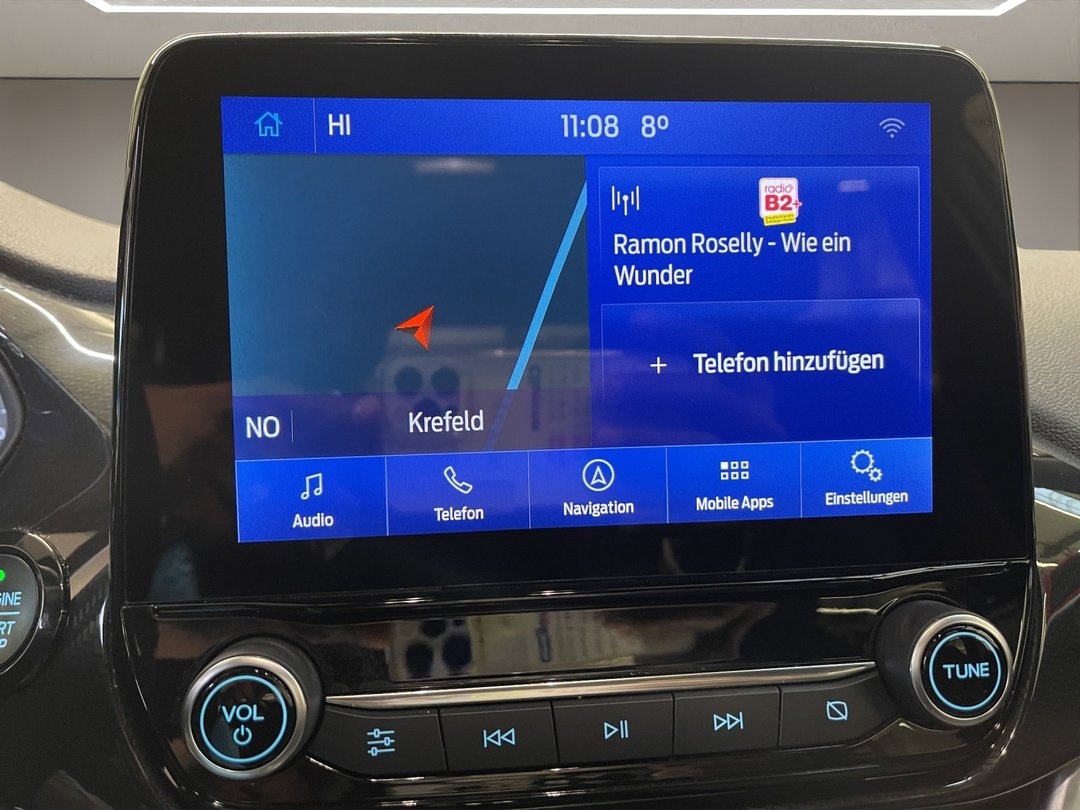 HI
11:08 8°
radio
B2+
Ramon Roselly - Wie ein
Wunder
+ Telefon hinzufügen
NO
Krefeld
Audio
Telefon
Navigation
Mobile Apps
Einstellungen
VOL
TUNE